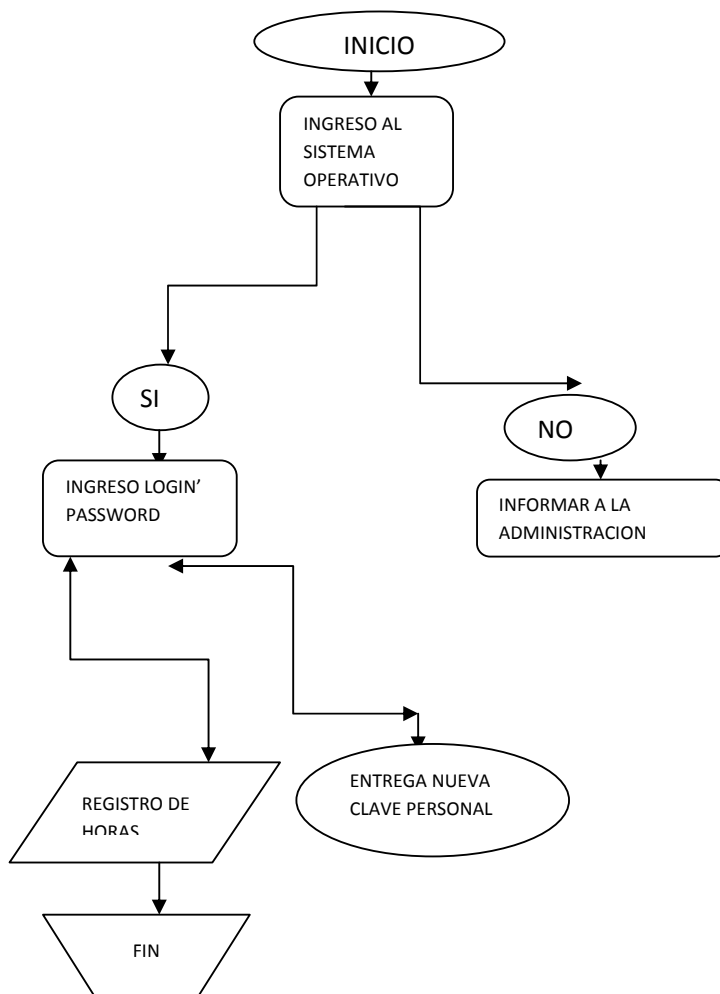 INICIO
INGRESO AL
SISTEMA
OPERATIVO
SI
NO
INGRESO LOGIN’
PASSWORD
INFORMAR A LA
ADMINISTRACION
ENTREGA NUEVA
CLAVE PERSONAL
REGISTRO DE
HORAS
FIN